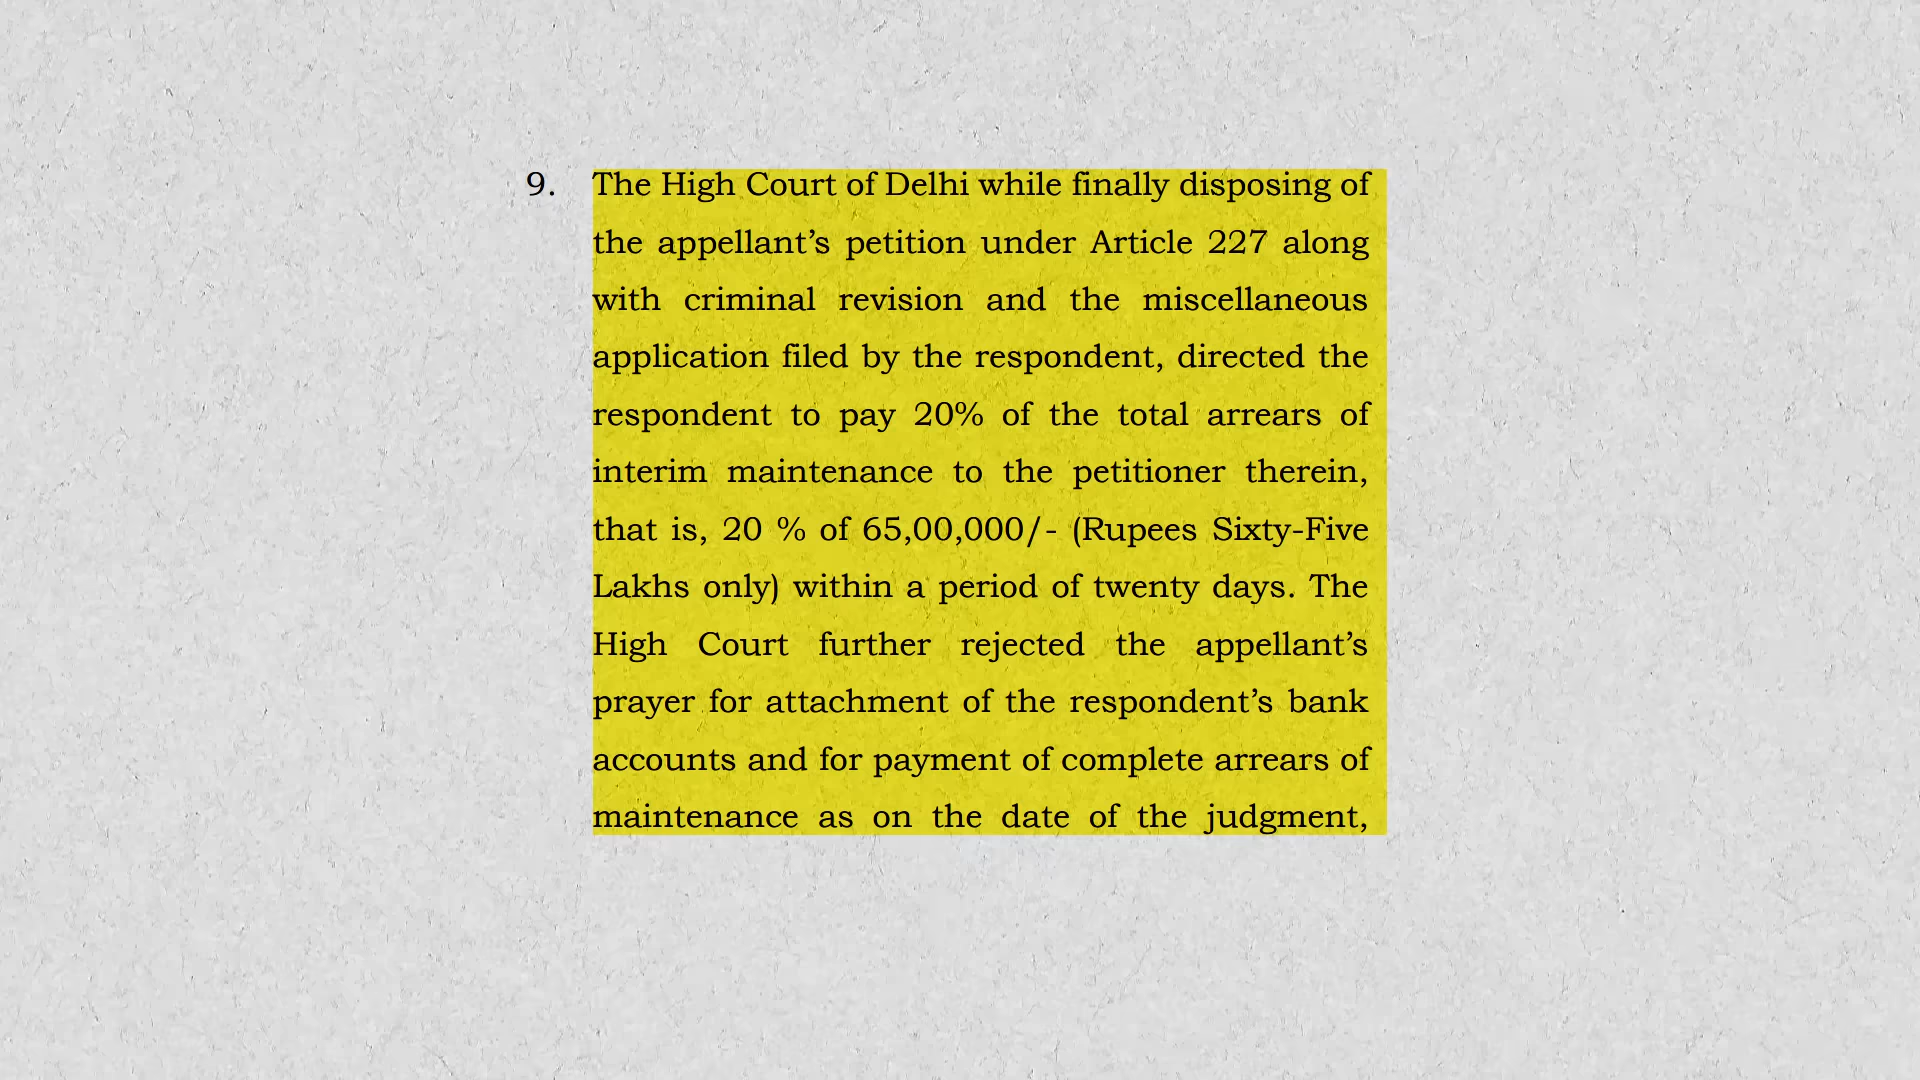 9. The High Court of Delhi while finally disposing of
the appellant’s petition under Article 227 along
with criminal revision and the miscellaneous
application filed by the respondent, directed the
respondent to pay 20% of the total arrears of
interim maintenance to the petitioner therein,
that is, 20 % of 65,00,000/- (Rupees Sixty-Five
Lakhs only) within a period of twenty days. The
High Court further rejected the appellant’s
prayer for attachment of the respondent’s bank
accounts and for payment of complete arrears of
maintenance as on the date of the judgment,